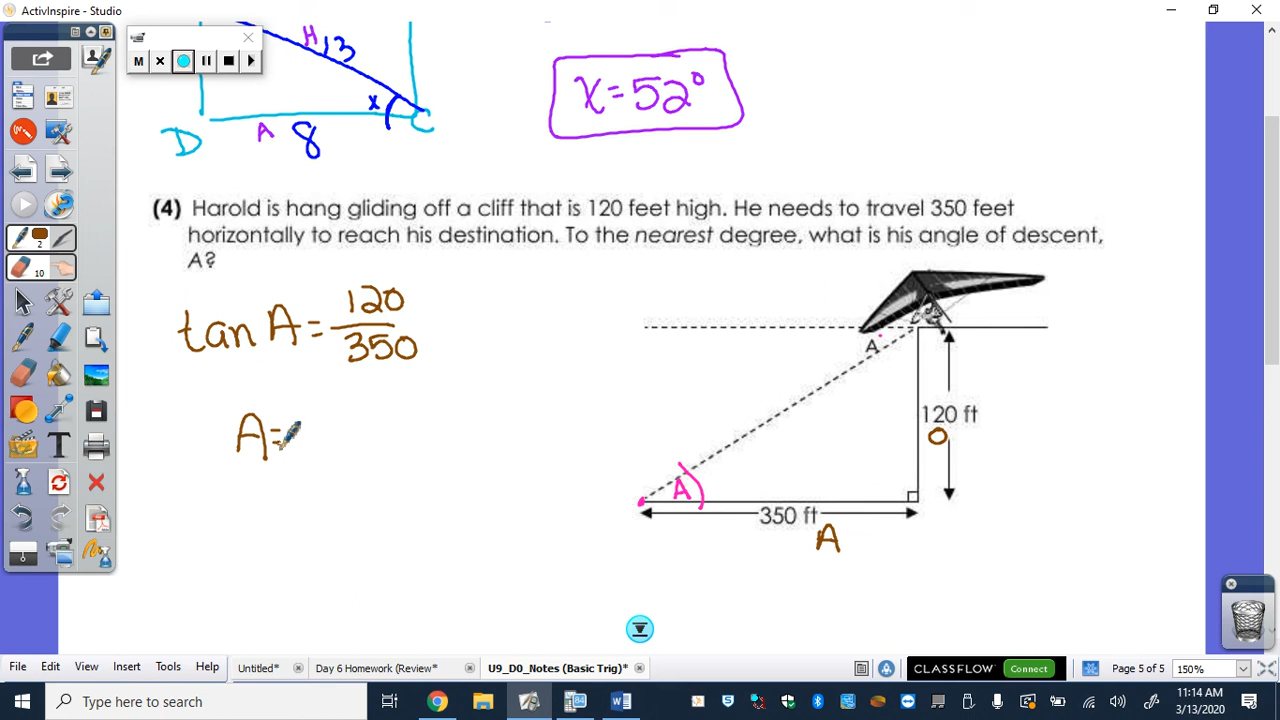 ActivInspire - Studio
M
H 13
x
D
A 8
C
x=52°
(4) Harold is hang gliding off a cliff that is 120 feet high. He needs to travel 350 feet
horizontally to reach his destination. To the nearest degree, what is his angle of descent,
A?
tan A = 120
350
A=
A
120 ft
O
A
350 ft
A
2
10
T
File Edit View Insert Tools Help
Untitled*
Day 6 Homework (Review*
U9_D0_Notes (Basic Trig)*
CLASSFLOW Connect
Page 5 of 5
150%
Type here to search
11:14 AM
3/13/2020